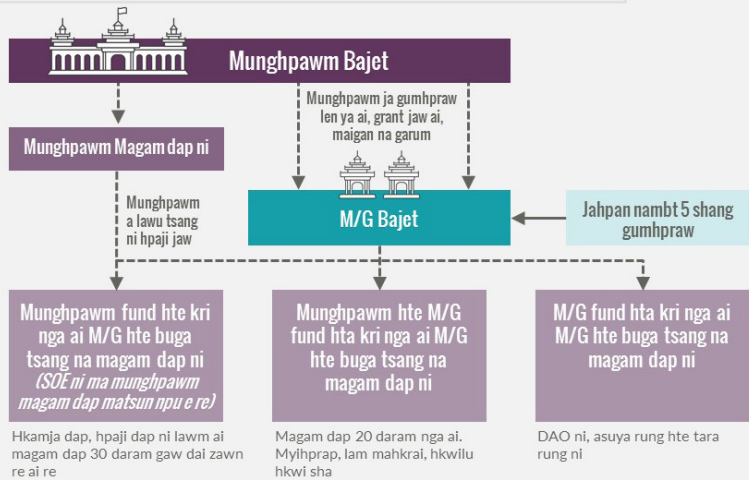 Munghpawm Bajet
Munghpawm ja gumhpraw
len ya ai, grant jaw ai,
maigan na garum
Munghpawm Magam dap ni
Munghpawm
a lawu tsang
ni hpaji jaw
M/G Bajet
Jahpan nambt 5 shang
gumhpraw
Munghpawm fund hte kri
nga ai M/G hte buga
tsang na magam dap ni
(SOE ni ma munghpawm
magam dap matsun npu e re)
Munghpawm hte M/G
fund hta kri nga ai M/G
hte buga tsang na
magam dap ni
M/G fund hta kri nga ai
M/G hte buga tsang na
magam dap ni
Hkamja dap, hpaji dap ni lawm ai
magam dap 30 daram gaw dai zawn
re ai re
Magam dap 20 daram nga ai.
Myihprap, lam mahkrai, hkwilu
hkwi sha
DAO ni, asuya rung hte tara
rung ni